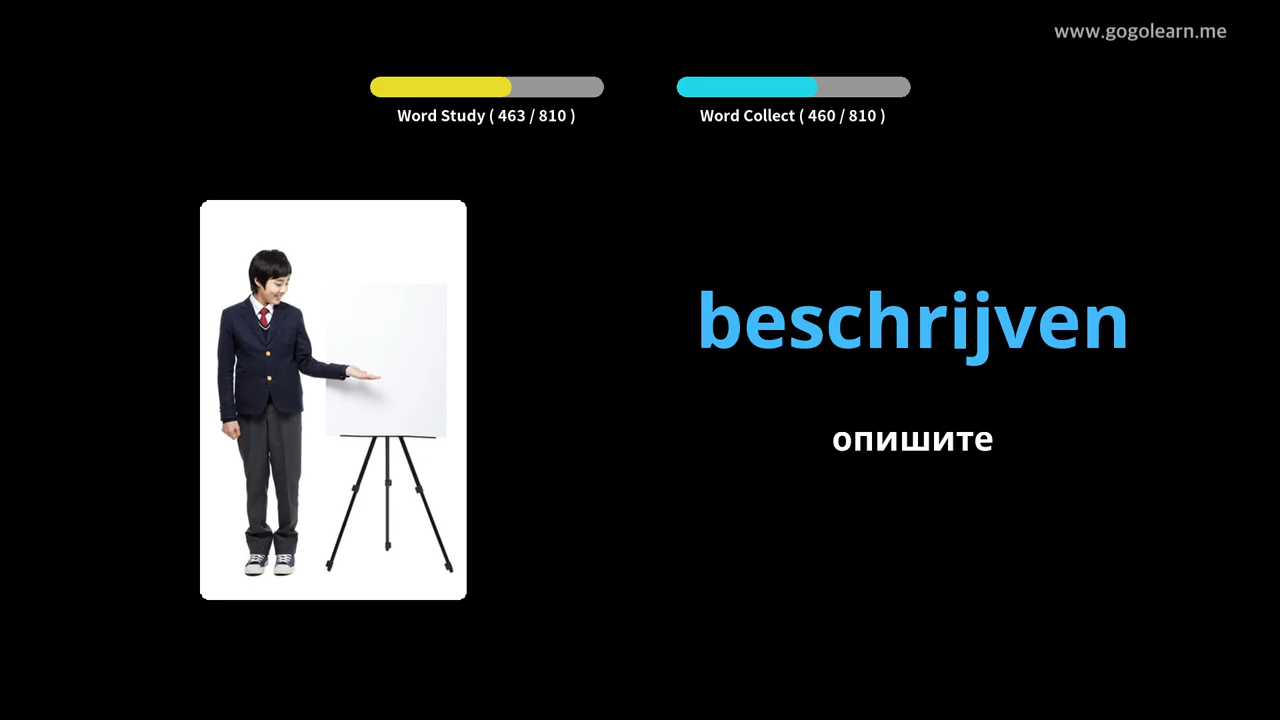 www.gogolearn.me
Word Study ( 463 / 810 )
Word Collect ( 460 / 810 )
beschrijven
опишите